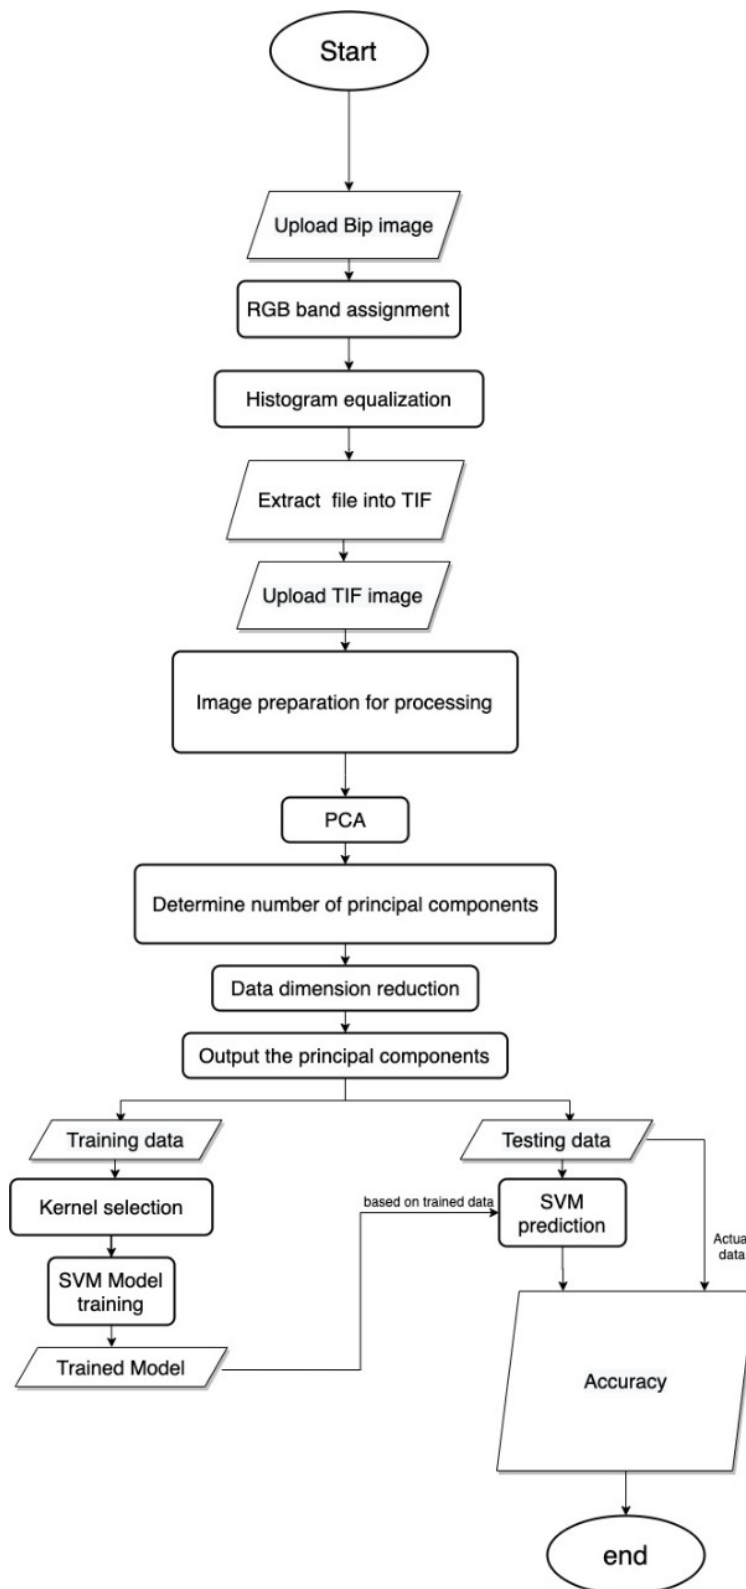 Start
Upload Bip image
RGB band assignment
Histogram equalization
Extract file into TIF
Upload TIF image
Image preparation for processing
PCA
Determine number of principal components
Data dimension reduction
Output the principal components
Training data
Testing data
Kernel selection
based on trained data
SVM
prediction
SVM Model
training
Actua
data
Trained Model
Accuracy
end